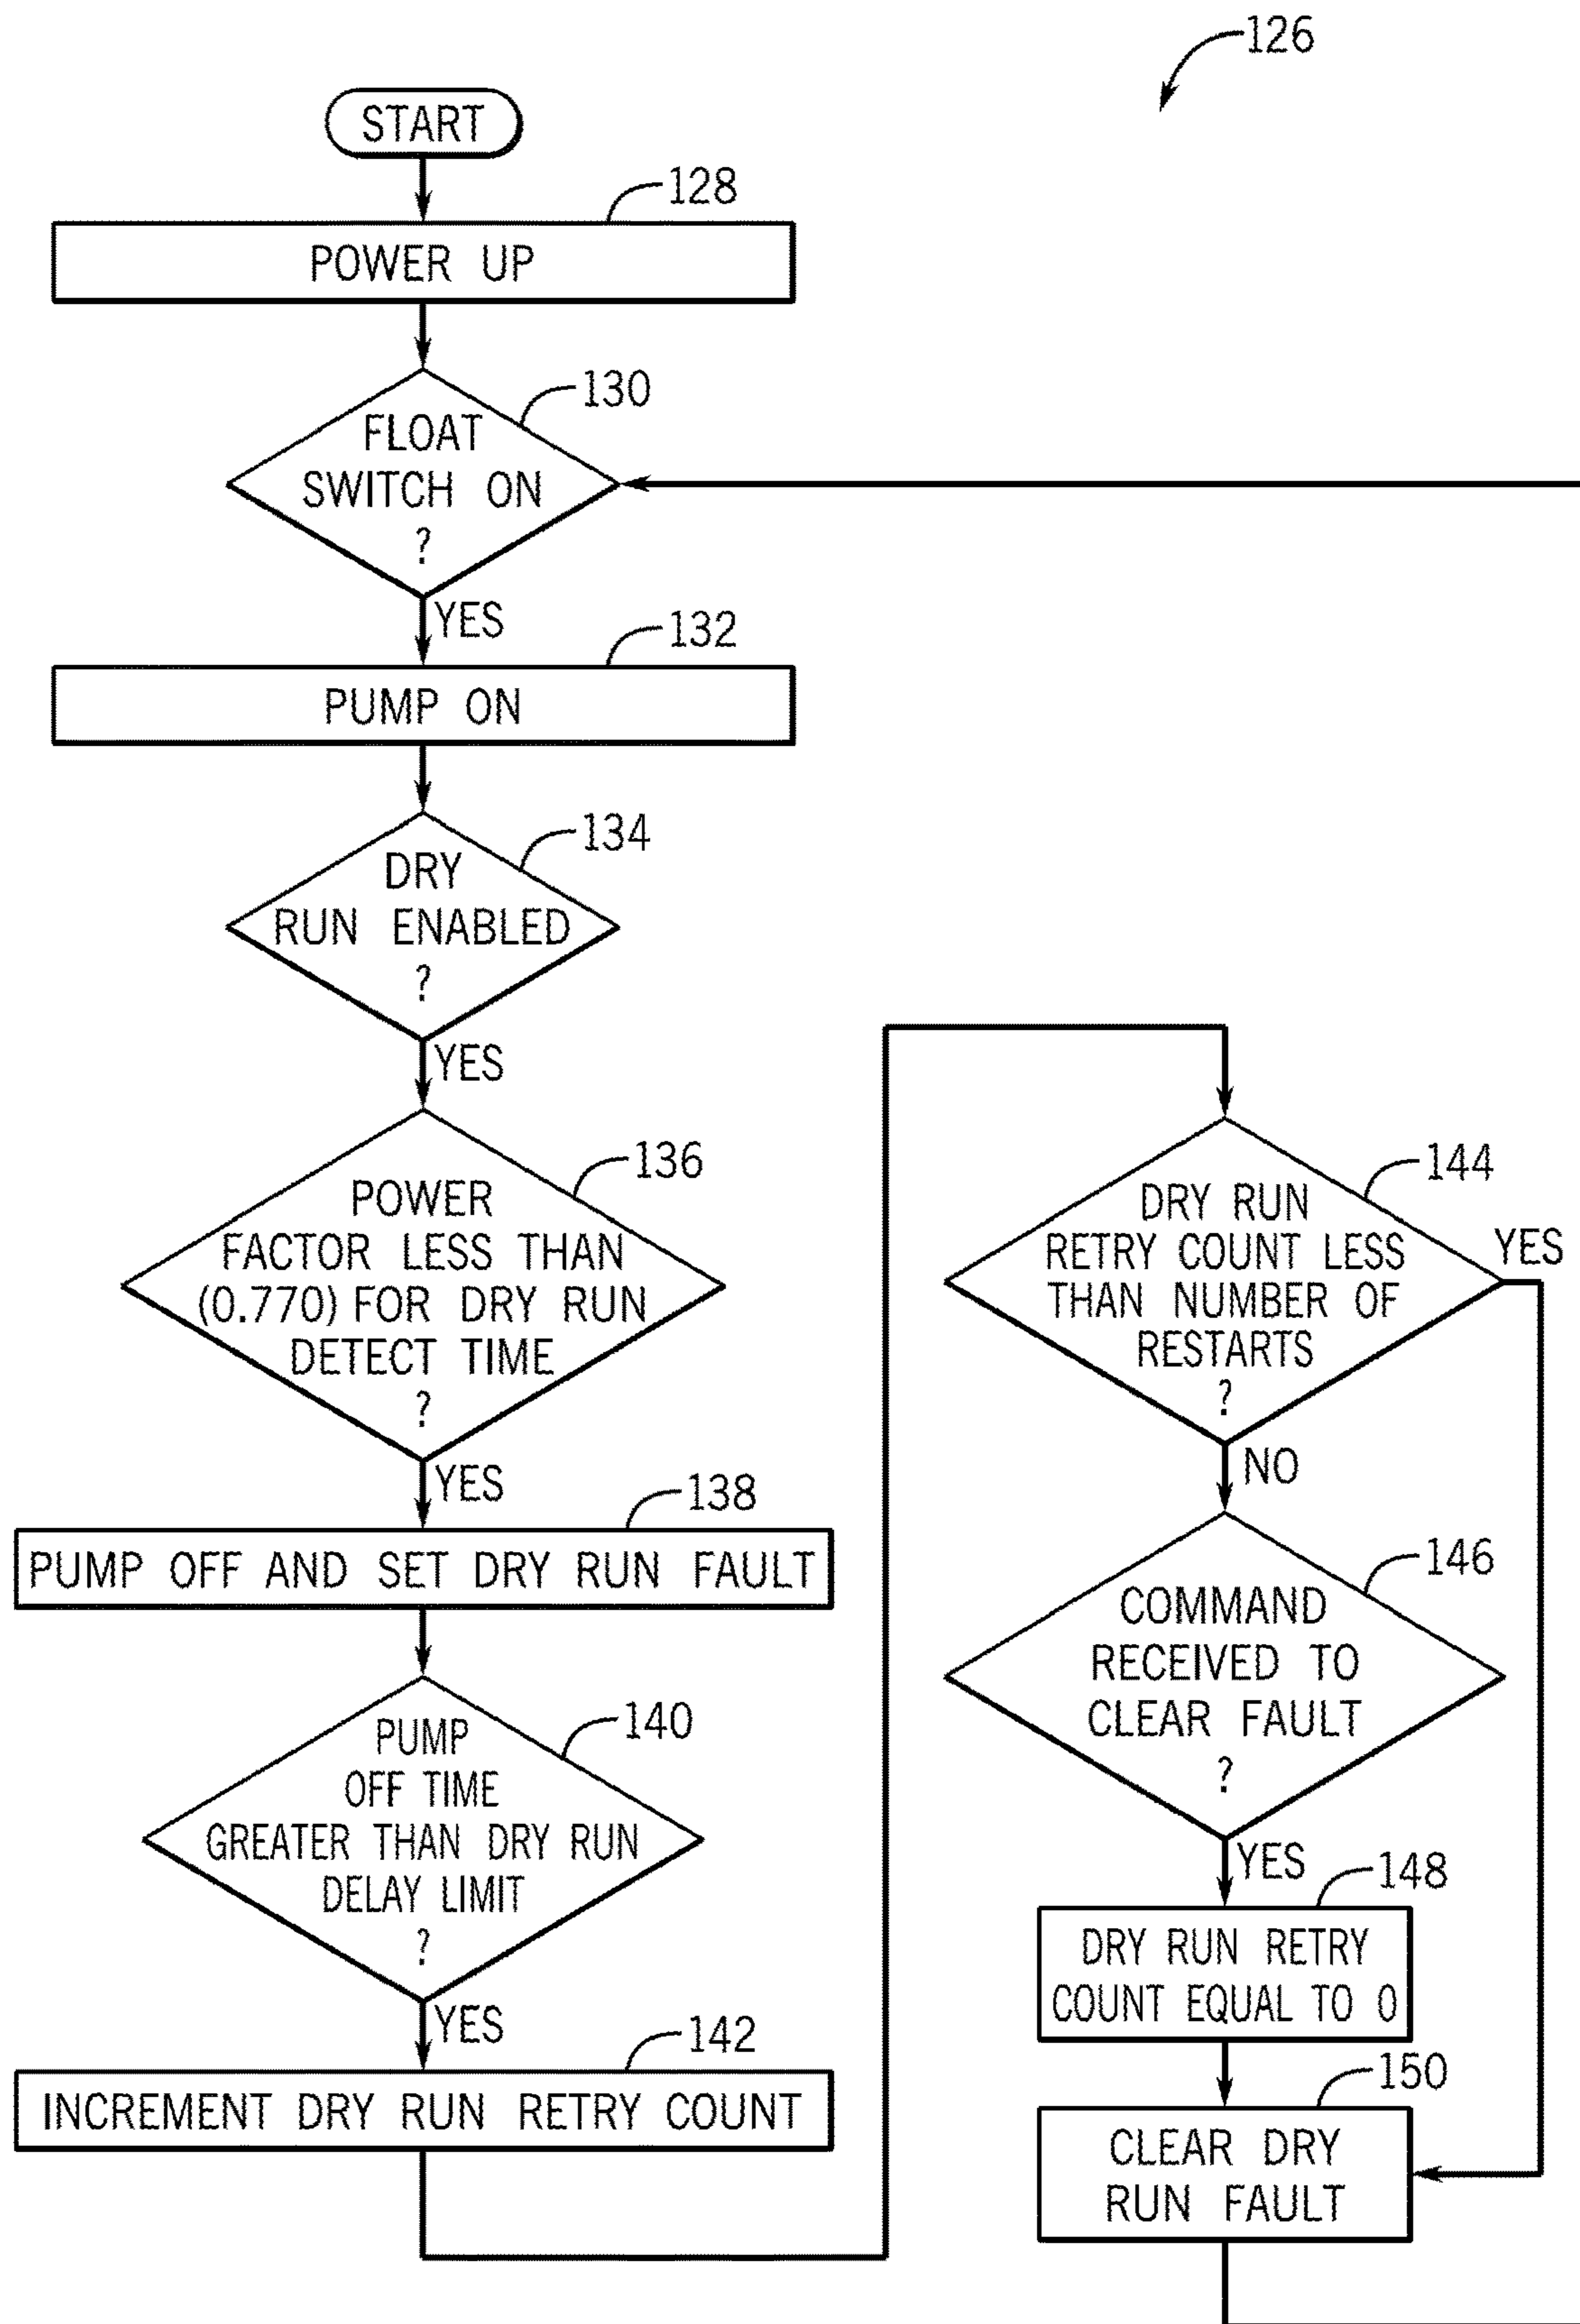 126
START
128
POWER UP
130
FLOAT
SWITCH ON
?
YES
132
PUMP ON
134
DRY
RUN ENABLED
?
YES
136
POWER
FACTOR LESS THAN
(0.770) FOR DRY RUN
DETECT TIME
?
YES
138
PUMP OFF AND SET DRY RUN FAULT
140
PUMP
OFF TIME
GREATER THAN DRY RUN
DELAY LIMIT
?
YES
142
INCREMENT DRY RUN RETRY COUNT
144
DRY RUN
RETRY COUNT LESS
THAN NUMBER OF
RESTARTS
?
YES
NO
146
COMMAND
RECEIVED TO
CLEAR FAULT
?
YES
148
DRY RUN RETRY
COUNT EQUAL TO 0
150
CLEAR DRY
RUN FAULT